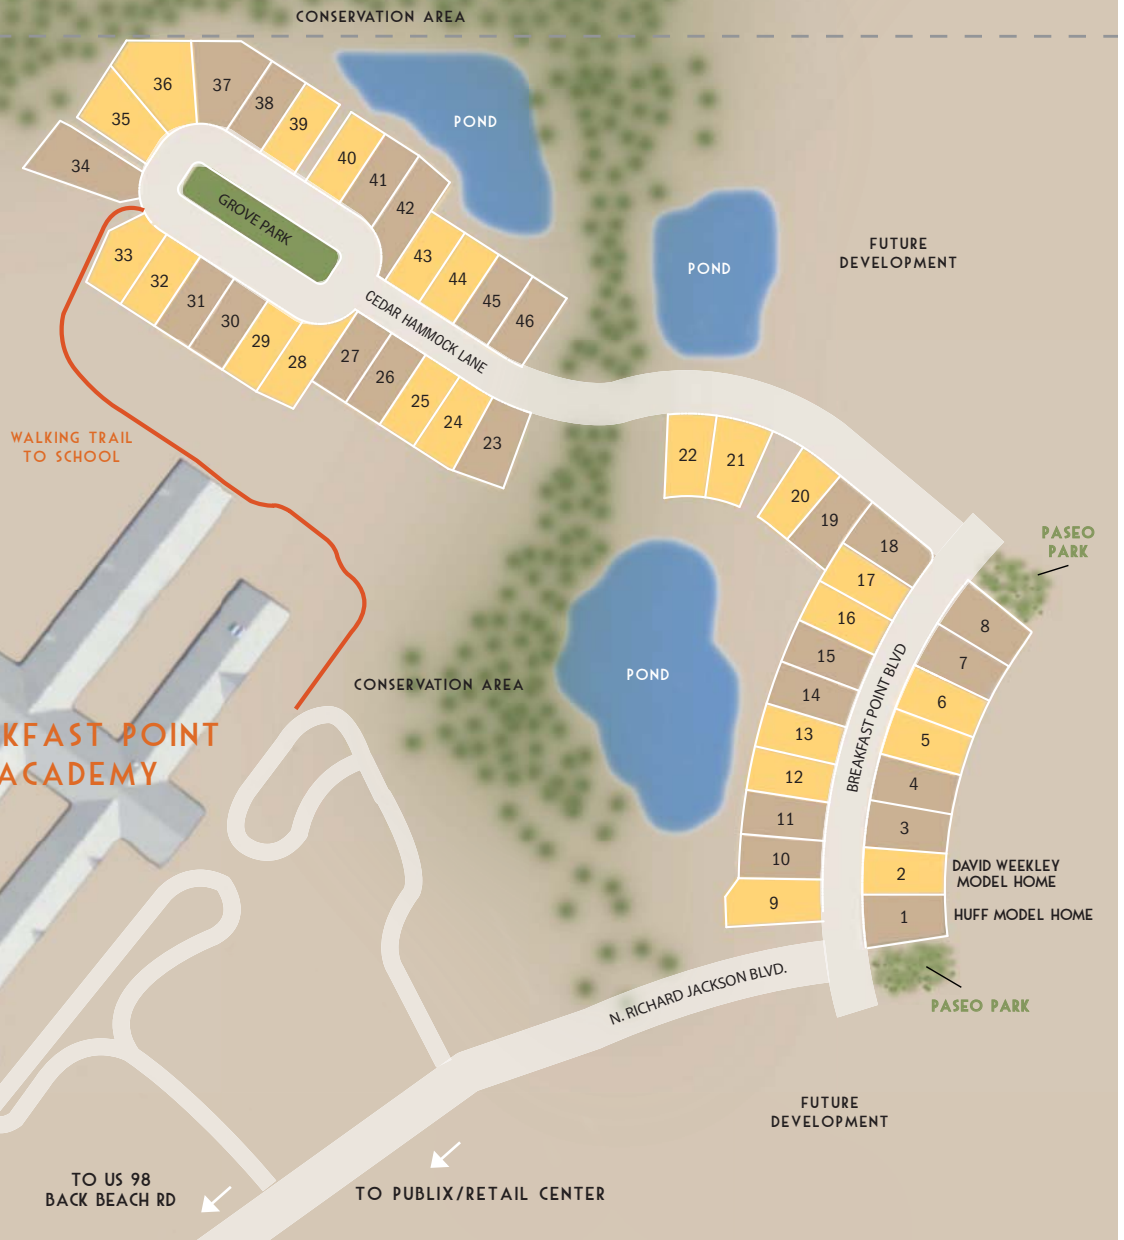 CONSERVATION AREA
36
37
38
39
35
40
41
42
34
POND
GROVE PARK
33
32
31
30
29
28
43
44
45
46
CEDAR HAMMOCK LANE
27
26
25
24
23
POND
FUTURE
DEVELOPMENT
WALKING TRAIL
TO SCHOOL
22
21
20
19
18
17
16
15
14
13
12
11
10
9
PASEO
PARK
8
7
6
5
4
3
2
1
BREAKFAST POINT BLVD
DAVID WEEKLEY
MODEL HOME
HUFF MODEL HOME
PASEO PARK
POND
CONSERVATION AREA
KFAST POINT
ACADEMY
N. RICHARD JACKSON BLVD.
FUTURE
DEVELOPMENT
TO US 98
BACK BEACH RD
TO PUBLIX/RETAIL CENTER